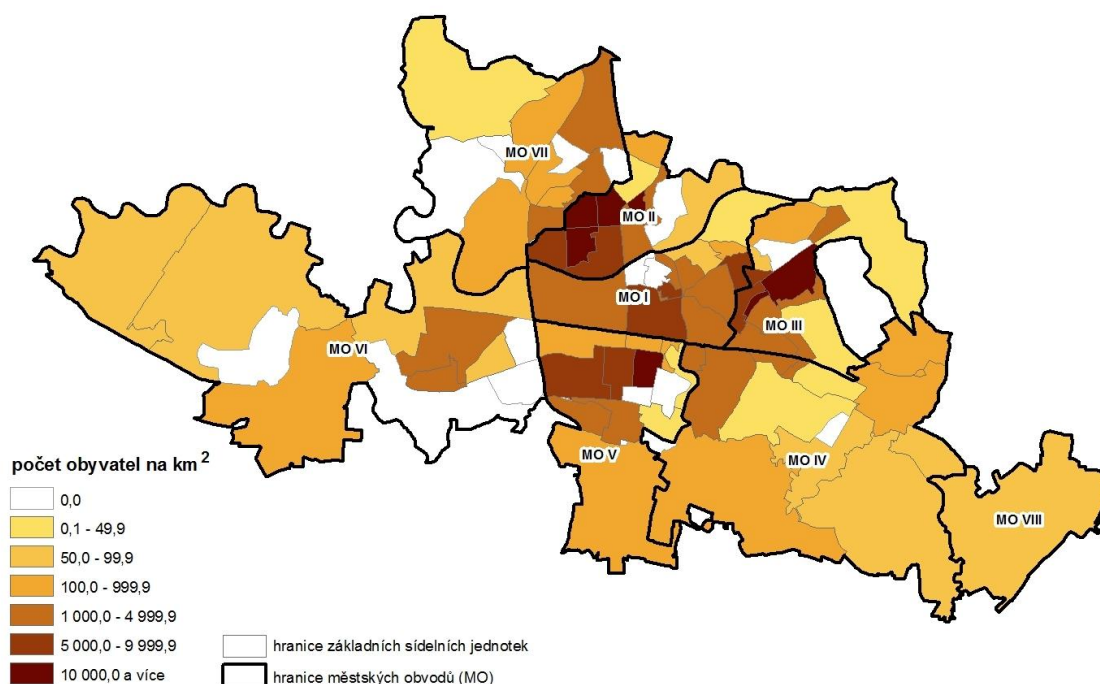 MO VII
MO II
MO I
MO III
MO VI
MO V
MO IV
MO VIII
počet obyvatel na km²
0,0
0,1 - 49,9
50,0 - 99,9
100,0 - 999,9
1 000,0 - 4 999,9
5 000,0 - 9 999,9
10 000,0 a více
hranice základních sídelních jednotek
hranice městských obvodů (MO)